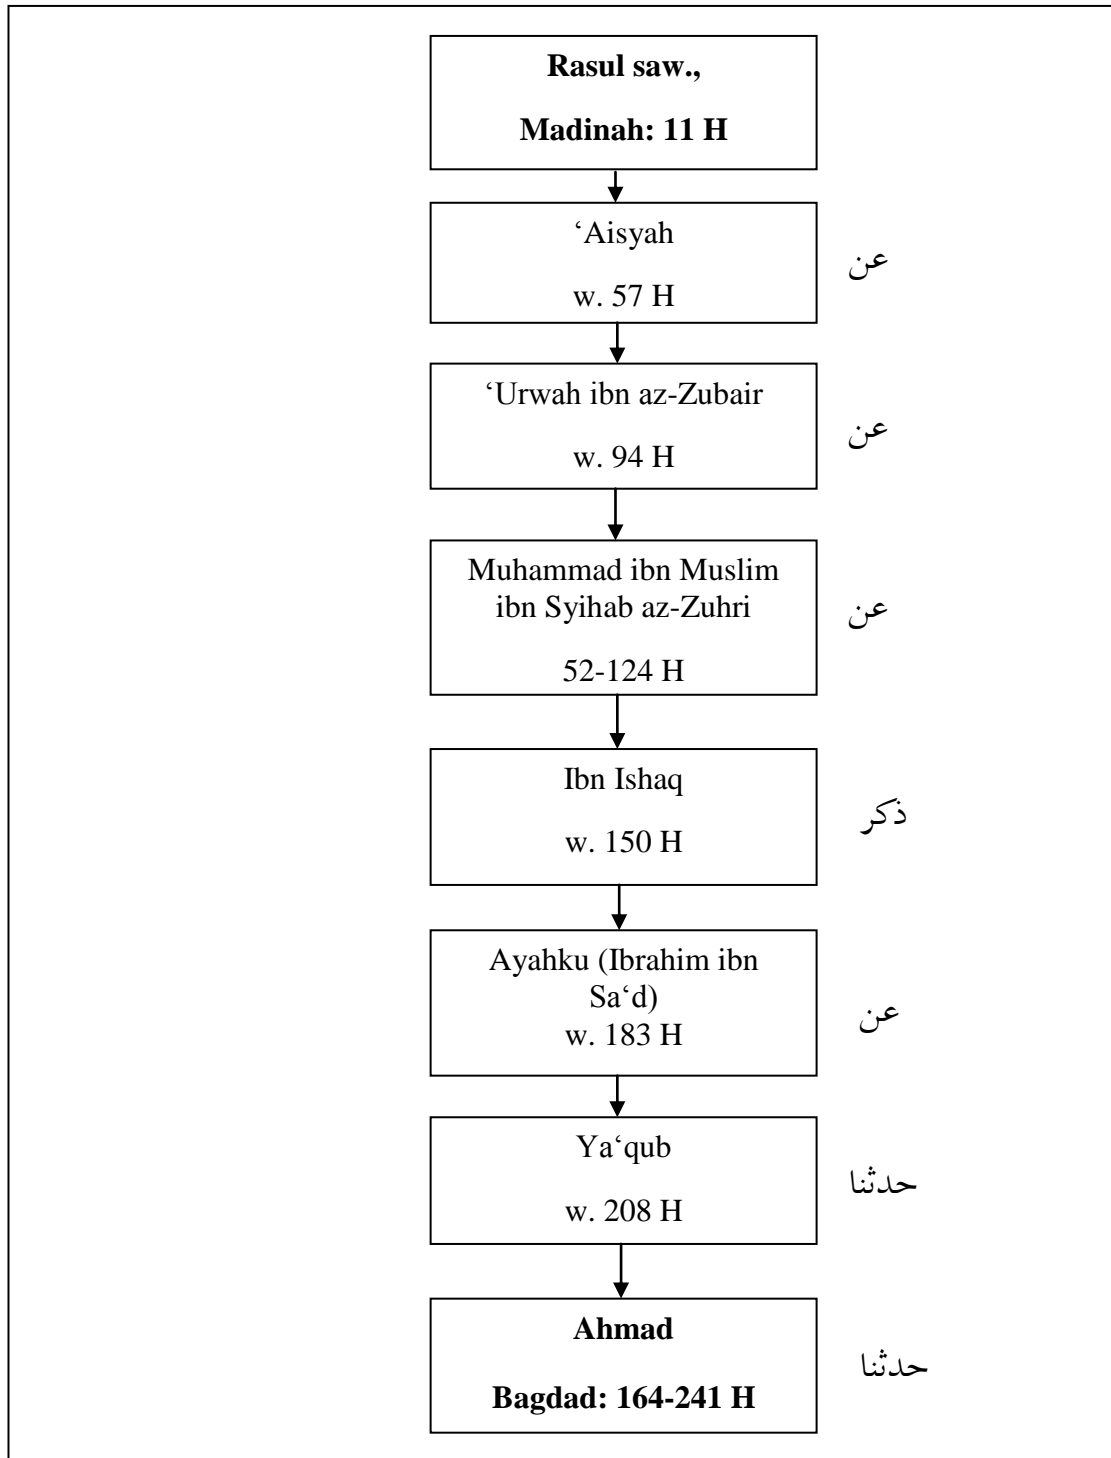 Rasul saw.,
Madinah: 11 H
‘Aisyah
w. 57 H
عن
‘Urwah ibn az-Zubair
w. 94 H
عن
Muhammad ibn Muslim
ibn Syihab az-Zuhri
52-124 H
عن
Ibn Ishaq
w. 150 H
ذكر
Ayahku (Ibrahim ibn
Sa‘d)
w. 183 H
عن
Ya‘qub
w. 208 H
حدثنا
Ahmad
Bagdad: 164-241 H
حدثنا